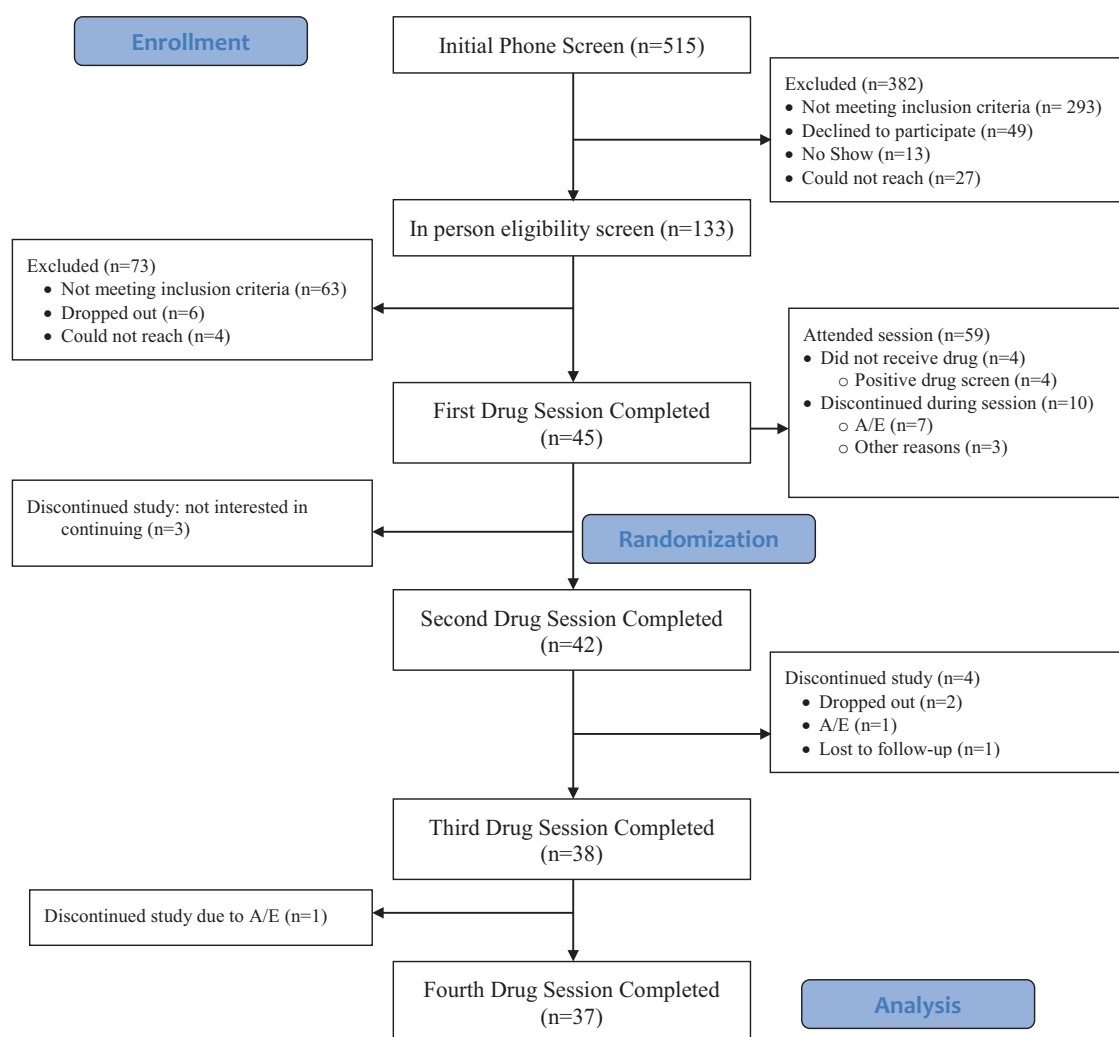 Enrollment
Initial Phone Screen (n=515)
Excluded (n=382)
• Not meeting inclusion criteria (n= 293)
• Declined to participate (n=49)
• No Show (n=13)
• Could not reach (n=27)
In person eligibility screen (n=133)
Excluded (n=73)
• Not meeting inclusion criteria (n=63)
• Dropped out (n=6)
• Could not reach (n=4)
Attended session (n=59)
• Did not receive drug (n=4)
o Positive drug screen (n=4)
• Discontinued during session (n=10)
o A/E (n=7)
o Other reasons (n=3)
First Drug Session Completed
(n=45)
Discontinued study: not interested in
continuing (n=3)
Randomization
Second Drug Session Completed
(n=42)
Discontinued study (n=4)
• Dropped out (n=2)
• A/E (n=1)
• Lost to follow-up (n=1)
Third Drug Session Completed
(n=38)
Discontinued study due to A/E (n=1)
Fourth Drug Session Completed
(n=37)
Analysis